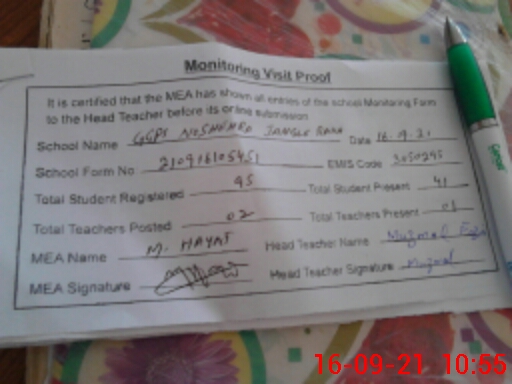 Monitoring Visit Proof
It is certified that the MEA has shown all entries of the school Monitoring Form
to the Head Teacher before its online submission
School Name GGPS NOSHEHRO JANGLE Date 16.9.21
School Form No EMIS Code 3050295
Total Student Registered 45 Total Student Present 41
Total Teachers Posted 02 Total Teachers Present 01
MEA Name M. HAYAT Head Teacher Name
MEA Signature Head Teacher Signature
16-09-21 10:55